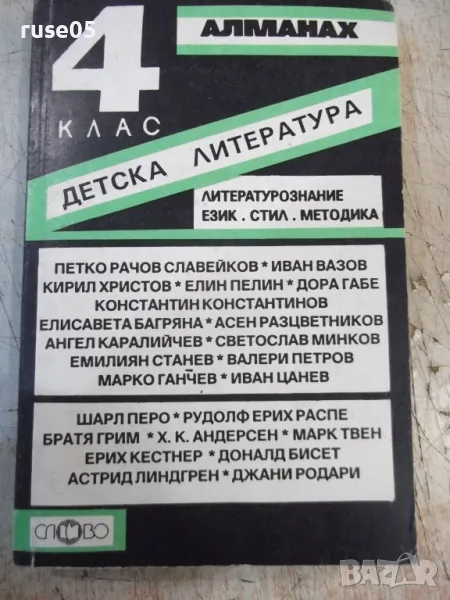 ruse05
АЛМАНАХ
4
КЛАС
ДЕТСКА ЛИТЕРАТУРА
ЛИТЕРАТУРОЗНАНИЕ
ЕЗИК . СТИЛ . МЕТОДИКА
ПЕТКО РАЧОВ СЛАВЕЙКОВ * ИВАН ВАЗОВ
КИРИЛ ХРИСТОВ * ЕЛИН ПЕЛИН * ДОРА ГАБЕ
КОНСТАНТИН КОНСТАНТИНОВ
ЕЛИСАВЕТА БАГРЯНА * АСЕН РАЗЦВЕТНИКОВ
АНГЕЛ КАРАЛИЙЧЕВ * СВЕТОСЛАВ МИНКОВ
ЕМИЛИЯН СТАНЕВ * ВАЛЕРИ ПЕТРОВ
МАРКО ГАНЧЕВ * ИВАН ЦАНЕВ
ШАРЛ ПЕРО * РУДОЛФ ЕРИХ РАСПЕ
БРАТЯ ГРИМ * Х. К. АНДЕРСЕН * МАРК ТВЕН
ЕРИХ КЕСТНЕР * ДОНАЛД БИСЕТ
АСТРИД ЛИНДГРЕН * ДЖАНИ РОДАРИ
СЛОВО
BAZAR.bg